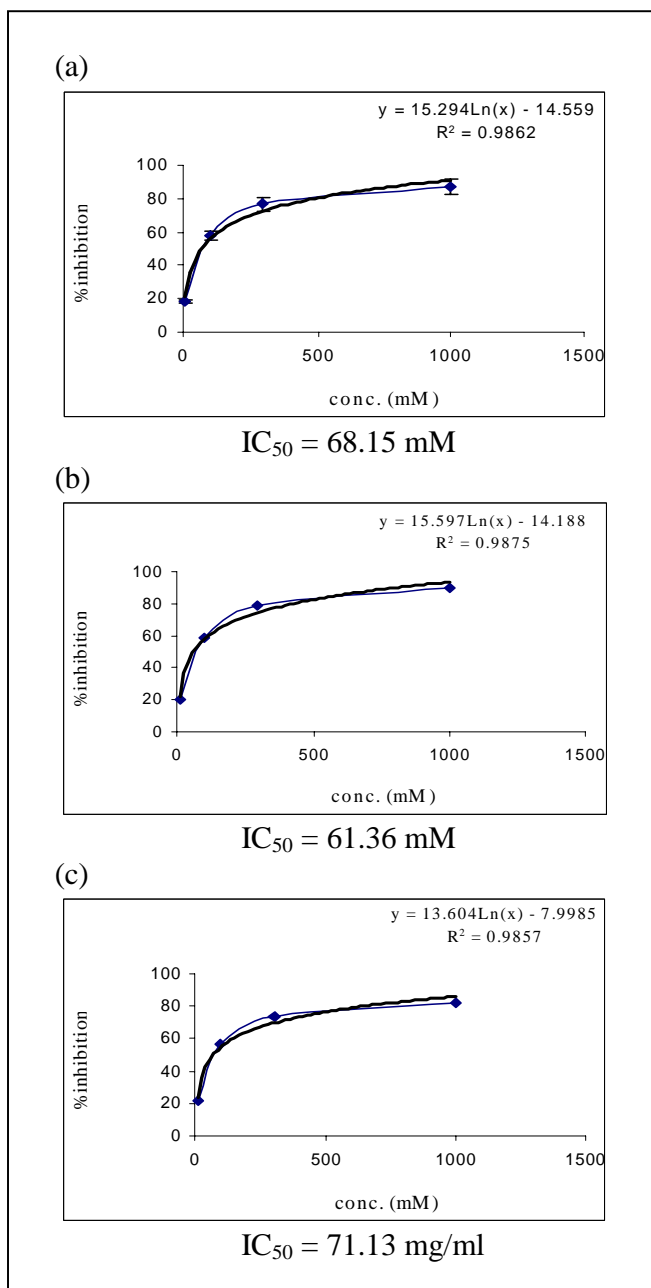 (a)
y = 15.294Ln(x) - 14.559
R² = 0.9862
100
80
60
40
20
0
%inhibition
0 500 1000 1500
conc. (mM)
IC₅₀ = 68.15 mM
(b)
y = 15.597Ln(x) - 14.188
R² = 0.9875
100
80
60
40
20
0
%inhibition
0 500 1000 1500
conc. (mM)
IC₅₀ = 61.36 mM
(c)
y = 13.604Ln(x) - 7.9985
R² = 0.9857
100
80
60
40
20
0
%inhibition
0 500 1000 1500
conc. (mM)
IC₅₀ = 71.13 mg/ml